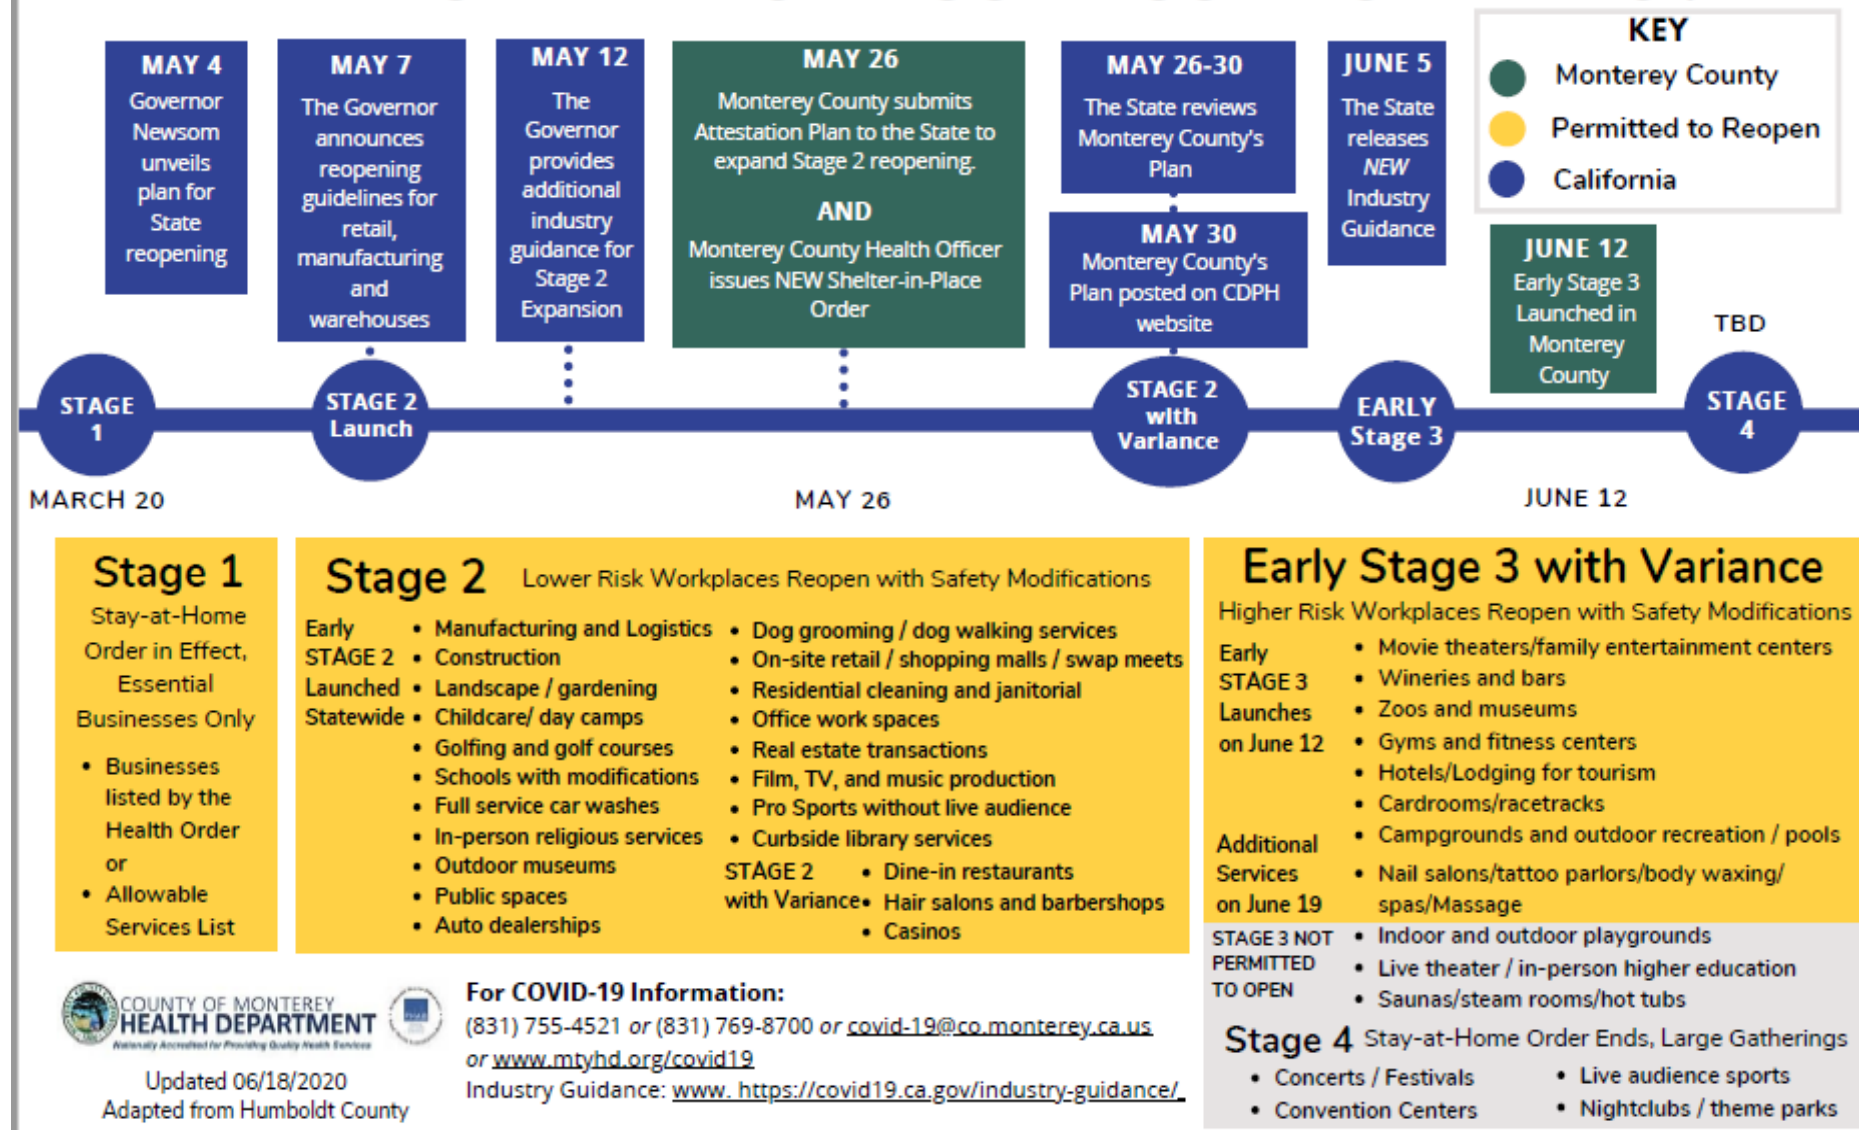 MAY 4
Governor
Newsom
unveils
plan for
State
reopening
MAY 7
The Governor
announces
reopening
guidelines for
retail,
manufacturing
and
warehouses
MAY 12
The
Governor
provides
additional
industry
guidance for
Stage 2
Expansion
MAY 26
Monterey County submits
Attestation Plan to the State to
expand Stage 2 reopening.
AND
Monterey County Health Officer
issues NEW Shelter-in-Place
Order
MAY 26-30
The State reviews
Monterey County's
Plan
MAY 30
Monterey County's
Plan posted on CDPH
website
JUNE 5
The State
releases
NEW
Industry
Guidance
KEY
Monterey County
Permitted to Reopen
California
JUNE 12
Early Stage 3
Launched in
Monterey
County
TBD
STAGE
1
STAGE 2
Launch
STAGE 2
with
Variance
EARLY
Stage 3
STAGE
4
MARCH 20
MAY 26
JUNE 12
Stage 1
Stay-at-Home
Order in Effect,
Essential
Businesses Only
• Businesses
listed by the
Health Order
or
• Allowable
Services List
Stage 2 Lower Risk Workplaces Reopen with Safety Modifications
Early
STAGE 2
Launched
Statewide
• Manufacturing and Logistics
• Construction
• Landscape / gardening
• Childcare/ day camps
• Golfing and golf courses
• Schools with modifications
• Full service car washes
• In-person religious services
• Outdoor museums
• Public spaces
• Auto dealerships
• Dog grooming / dog walking services
• On-site retail / shopping malls / swap meets
• Residential cleaning and janitorial
• Office work spaces
• Real estate transactions
• Film, TV, and music production
• Pro Sports without live audience
• Curbside library services
STAGE 2
with Variance
• Dine-in restaurants
• Hair salons and barbershops
• Casinos
Early Stage 3 with Variance
Higher Risk Workplaces Reopen with Safety Modifications
Early
STAGE 3
Launches
on June 12
• Movie theaters/family entertainment centers
• Wineries and bars
• Zoos and museums
• Gyms and fitness centers
• Hotels/Lodging for tourism
• Cardrooms/racetracks
• Campgrounds and outdoor recreation / pools
Additional
Services
on June 19
• Nail salons/tattoo parlors/body waxing/
spas/Massage
STAGE 3 NOT
PERMITTED
TO OPEN
• Indoor and outdoor playgrounds
• Live theater / in-person higher education
• Saunas/steam rooms/hot tubs
Stage 4 Stay-at-Home Order Ends, Large Gatherings
• Concerts / Festivals
• Convention Centers
• Live audience sports
• Nightclubs / theme parks
COUNTY OF MONTEREY
HEALTH DEPARTMENT
Nationally Accredited for Providing Quality Health Services
Updated 06/18/2020
Adapted from Humboldt County
For COVID-19 Information:
(831) 755-4521 or (831) 769-8700 or covid-19@co.monterey.ca.us
or www.mtyhd.org/covid19
Industry Guidance: www. https://covid19.ca.gov/industry-guidance/